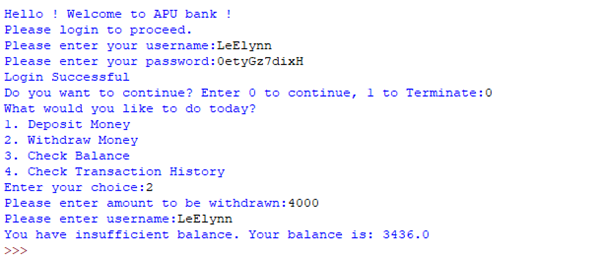 Hello ! Welcome to APU bank !
Please login to proceed.
Please enter your username:LeElynn
Please enter your password:0etyGz7dixH
Login Successful
Do you want to continue? Enter 0 to continue, 1 to Terminate:0
What would you like to do today?
1. Deposit Money
2. Withdraw Money
3. Check Balance
4. Check Transaction History
Enter your choice:2
Please enter amount to be withdrawn:4000
Please enter username:LeElynn
You have insufficient balance. Your balance is: 3436.0
>>>